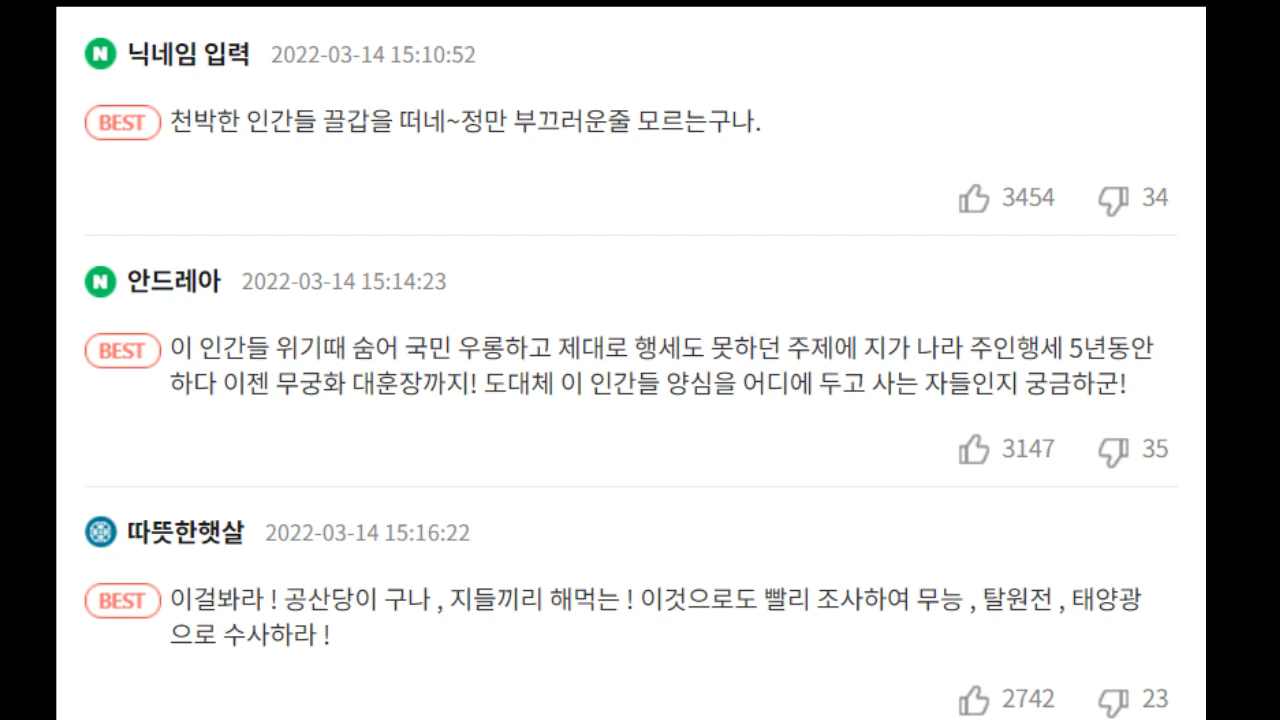 N 닉네임 입력 2022-03-14 15:10:52
BEST 천박한 인간들 끌갑을 떠네~정만 부끄러운줄 모르는구나.
3454 34
N 안드레아 2022-03-14 15:14:23
BEST 이 인간들 위기때 숨어 국민 우롱하고 제대로 행세도 못하던 주제에 지가 나라 주인행세 5년동안
하다 이젠 무궁화 대훈장까지! 도대체 이 인간들 양심을 어디에 두고 사는 자들인지 궁금하군!
3147 35
따뜻한햇살 2022-03-14 15:16:22
BEST 이걸봐라 ! 공산당이 구나 , 지들끼리 해먹는 ! 이것으로도 빨리 조사하여 무능 , 탈원전 , 태양광
으로 수사하라 !
2742 23